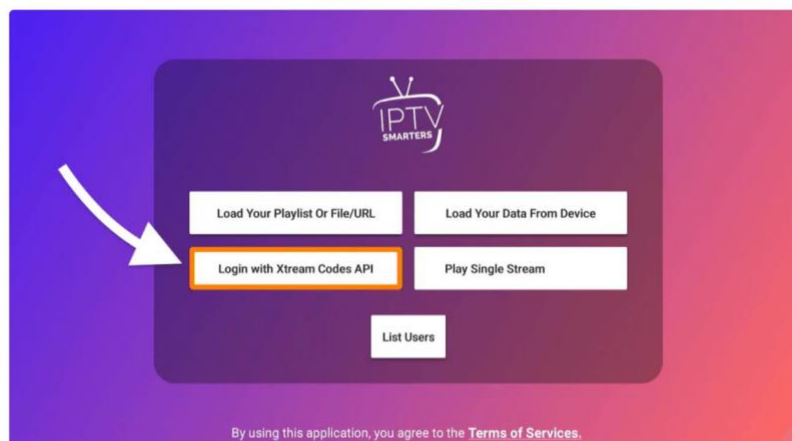 IPTV
SMARTERS
Load Your Playlist Or File/URL
Load Your Data From Device
Login with Xtream Codes API
Play Single Stream
List Users
By using this application, you agree to the Terms of Services.